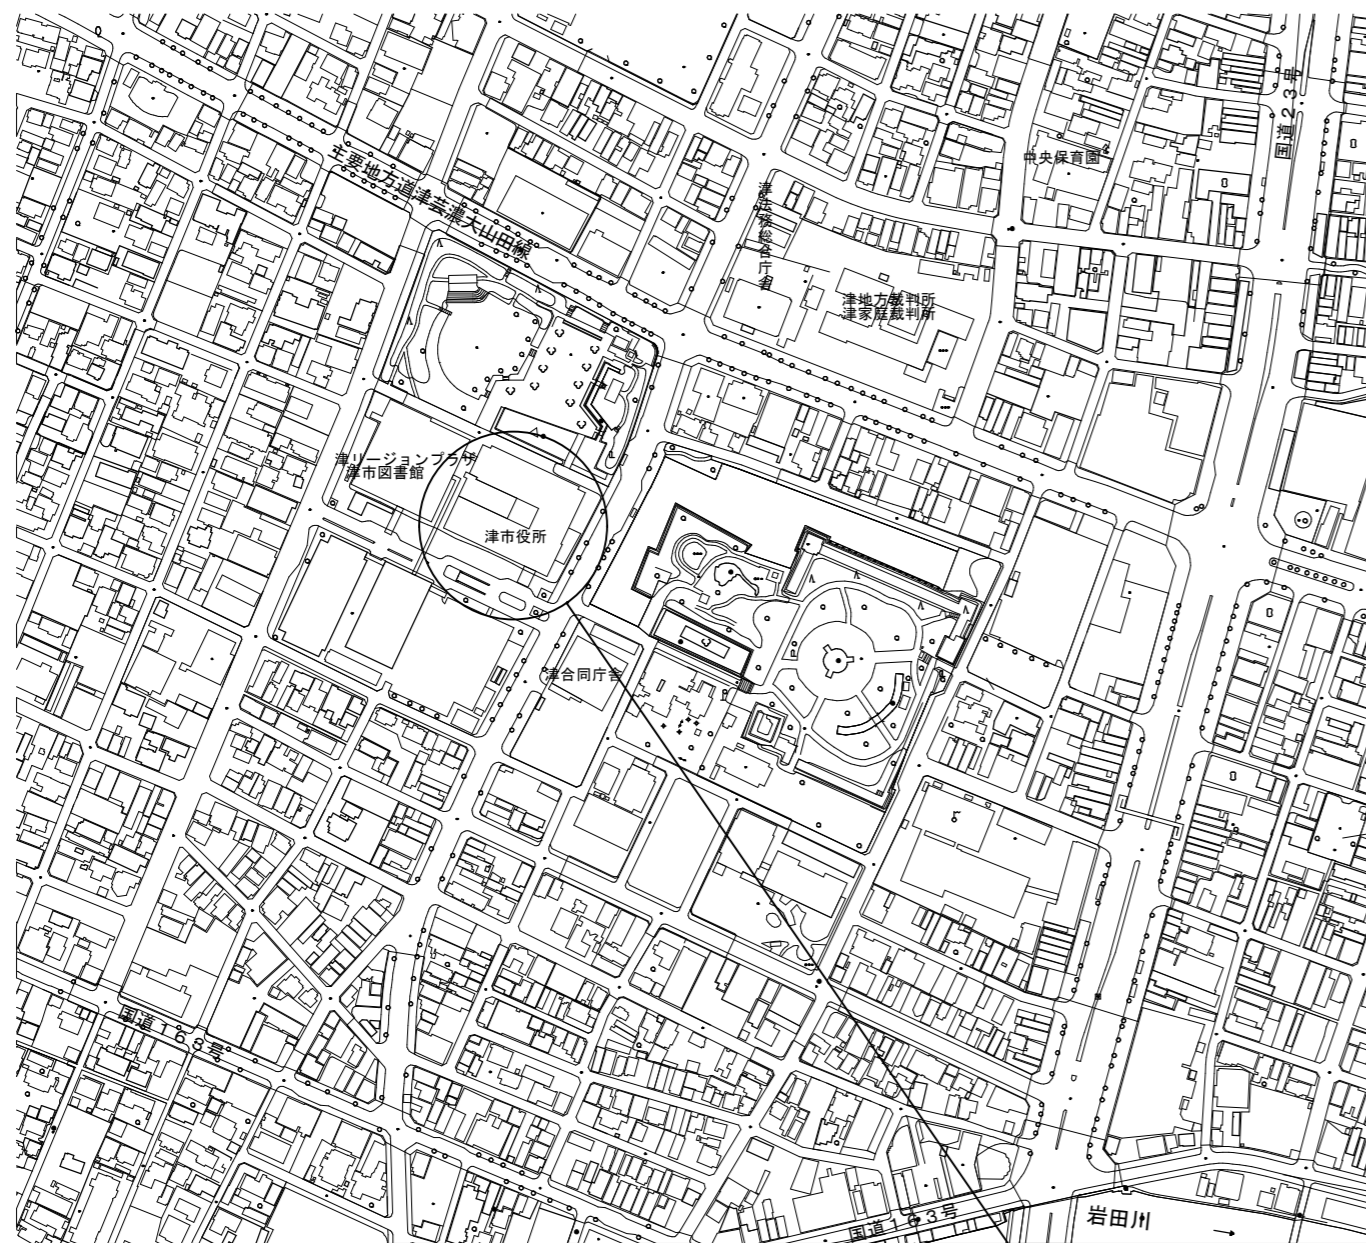 国道23号
中央保育園
主要地方道津芸濃大山田線
津法務総合庁舎
津地方裁判所
津家庭裁判所
津リージョンプラザ
津市図書館
津市役所
津合同庁舎
国道163号
国道163号
岩田川